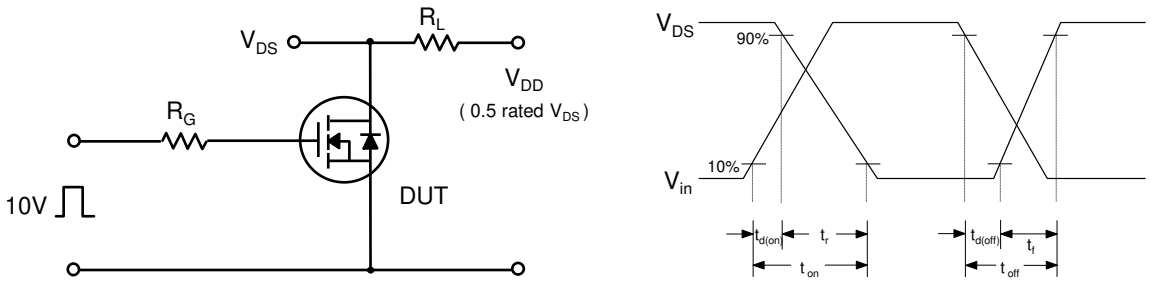 V_DS
R_L
V_DD
( 0.5 rated V_DS )
R_G
DUT
10V
V_DS
90%
10%
V_in
t_d(on)
t_r
t_d(off)
t_f
t_on
t_off